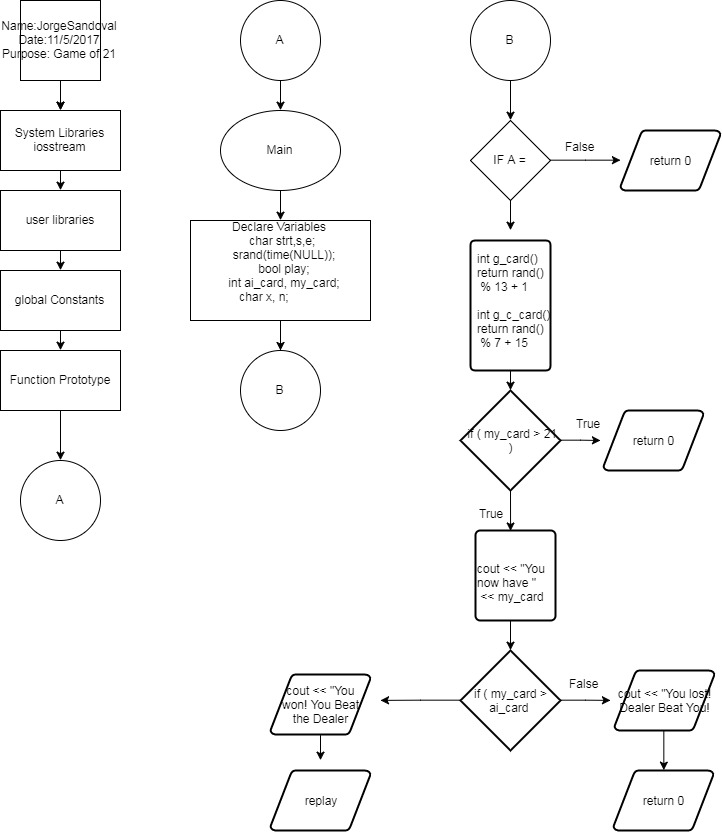 Name:JorgeSandoval
Date:11/5/2017
Purpose: Game of 21
System Libraries
iosstream
user libraries
global Constants
Function Prototype
A
A
Main
Declare Variables
char strt,s,e;
srand(time(NULL));
bool play;
int ai_card, my_card;
char x, n;
B
B
IF A =
False
return 0
int g_card()
return rand()
% 13 + 1
int g_c_card()
return rand()
% 7 + 15
if ( my_card > 21
)
True
return 0
True
cout << "You
now have "
<< my_card
if ( my_card >
ai_card
False
cout << "You lost!
Dealer Beat You!
return 0
cout << "You
won! You Beat
the Dealer
replay